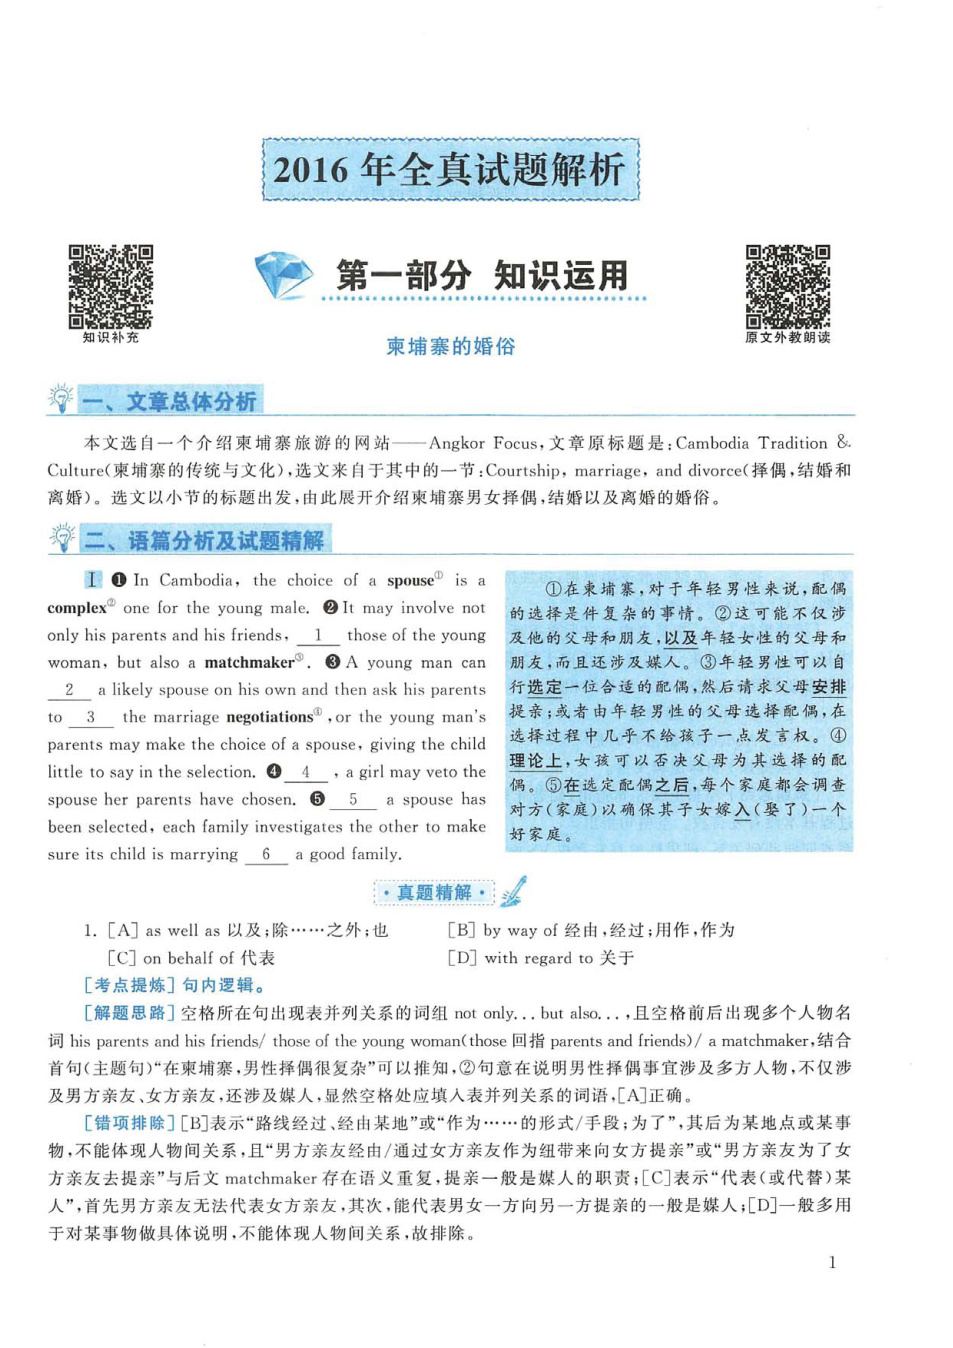 2016 年全真试题解析
第一部分 知识运用
知识补充
原文外教朗读
柬埔寨的婚俗
一、文章总体分析
本文选自一个介绍柬埔寨旅游的网站——Angkor Focus,文章原标题是:Cambodia Tradition &
Culture(柬埔寨的传统与文化),选文来自于其中的一节:Courtship, marriage, and divorce(择偶,结婚和
离婚)。选文以小节的标题出发,由此展开介绍柬埔寨男女择偶,结婚以及离婚的婚俗。
二、语篇分析及试题精解
Ⅰ ❶ In Cambodia, the choice of a spouse① is a
complex② one for the young male. ❷ It may involve not
only his parents and his friends, 1 those of the young
woman, but also a matchmaker③. ❸ A young man can
2 a likely spouse on his own and then ask his parents
to 3 the marriage negotiations④, or the young man's
parents may make the choice of a spouse, giving the child
little to say in the selection. ❹ 4 , a girl may veto the
spouse her parents have chosen. ❺ 5 a spouse has
been selected, each family investigates the other to make
sure its child is marrying 6 a good family.
①在柬埔寨,对于年轻男性来说,配偶
的选择是件复杂的事情。②这可能不仅涉
及他的父母和朋友,以及年轻女性的父母和
朋友,而且还涉及媒人。③年轻男性可以自
行选定一位合适的配偶,然后请求父母安排
提亲;或者由年轻男性的父母选择配偶,在
选择过程中几乎不给孩子一点发言权。④
理论上,女孩可以否决父母为其选择的配
偶。⑤在选定配偶之后,每个家庭都会调查
对方(家庭)以确保其子女嫁入(娶了)一个
好家庭。
·真题精解·
1. [A] as well as 以及;除……之外;也 [B] by way of 经由,经过;用作,作为
[C] on behalf of 代表 [D] with regard to 关于
[考点提炼] 句内逻辑。
[解题思路] 空格所在句出现表并列关系的词组 not only... but also...,且空格前后出现多个人物名
词 his parents and his friends/ those of the young woman(those 回指 parents and friends)/ a matchmaker,结合
首句(主题句)“在柬埔寨,男性择偶很复杂”可以推知,②句意在说明男性择偶事宜涉及多方人物,不仅涉
及男方亲友、女方亲友,还涉及媒人,显然空格处应填入表并列关系的词语,[A]正确。
[错项排除] [B]表示“路线经过、经由某地”或“作为……的形式/手段;为了”,其后为某地点或某事
物,不能体现人物间关系,且“男方亲友经由/通过女方亲友作为纽带来向女方提亲”或“男方亲友为了女
方亲友去提亲”与后文 matchmaker 存在语义重复,提亲一般是媒人的职责;[C]表示“代表(或代替)某
人”,首先男方亲友无法代表女方亲友,其次,能代表男女一方向另一方提亲的一般是媒人;[D]一般多用
于对某事物做具体说明,不能体现人物间关系,故排除。
1